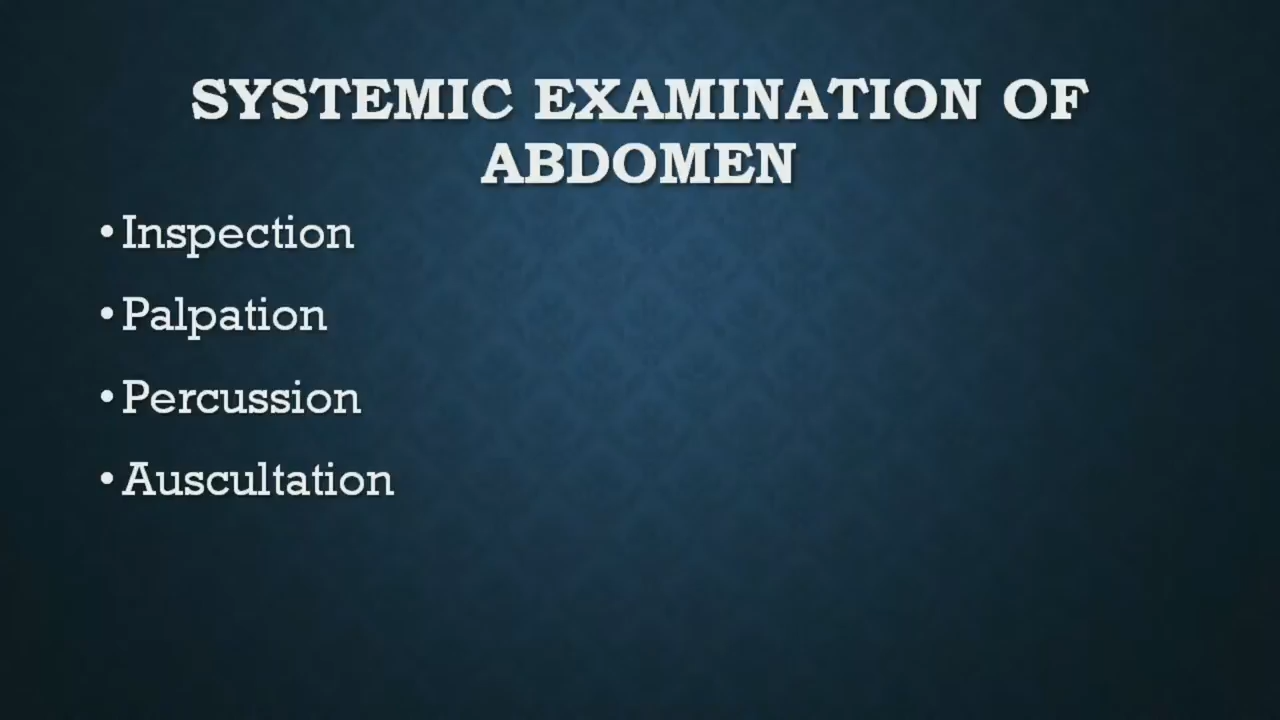 SYSTEMIC EXAMINATION OF
ABDOMEN
• Inspection
• Palpation
• Percussion
• Auscultation